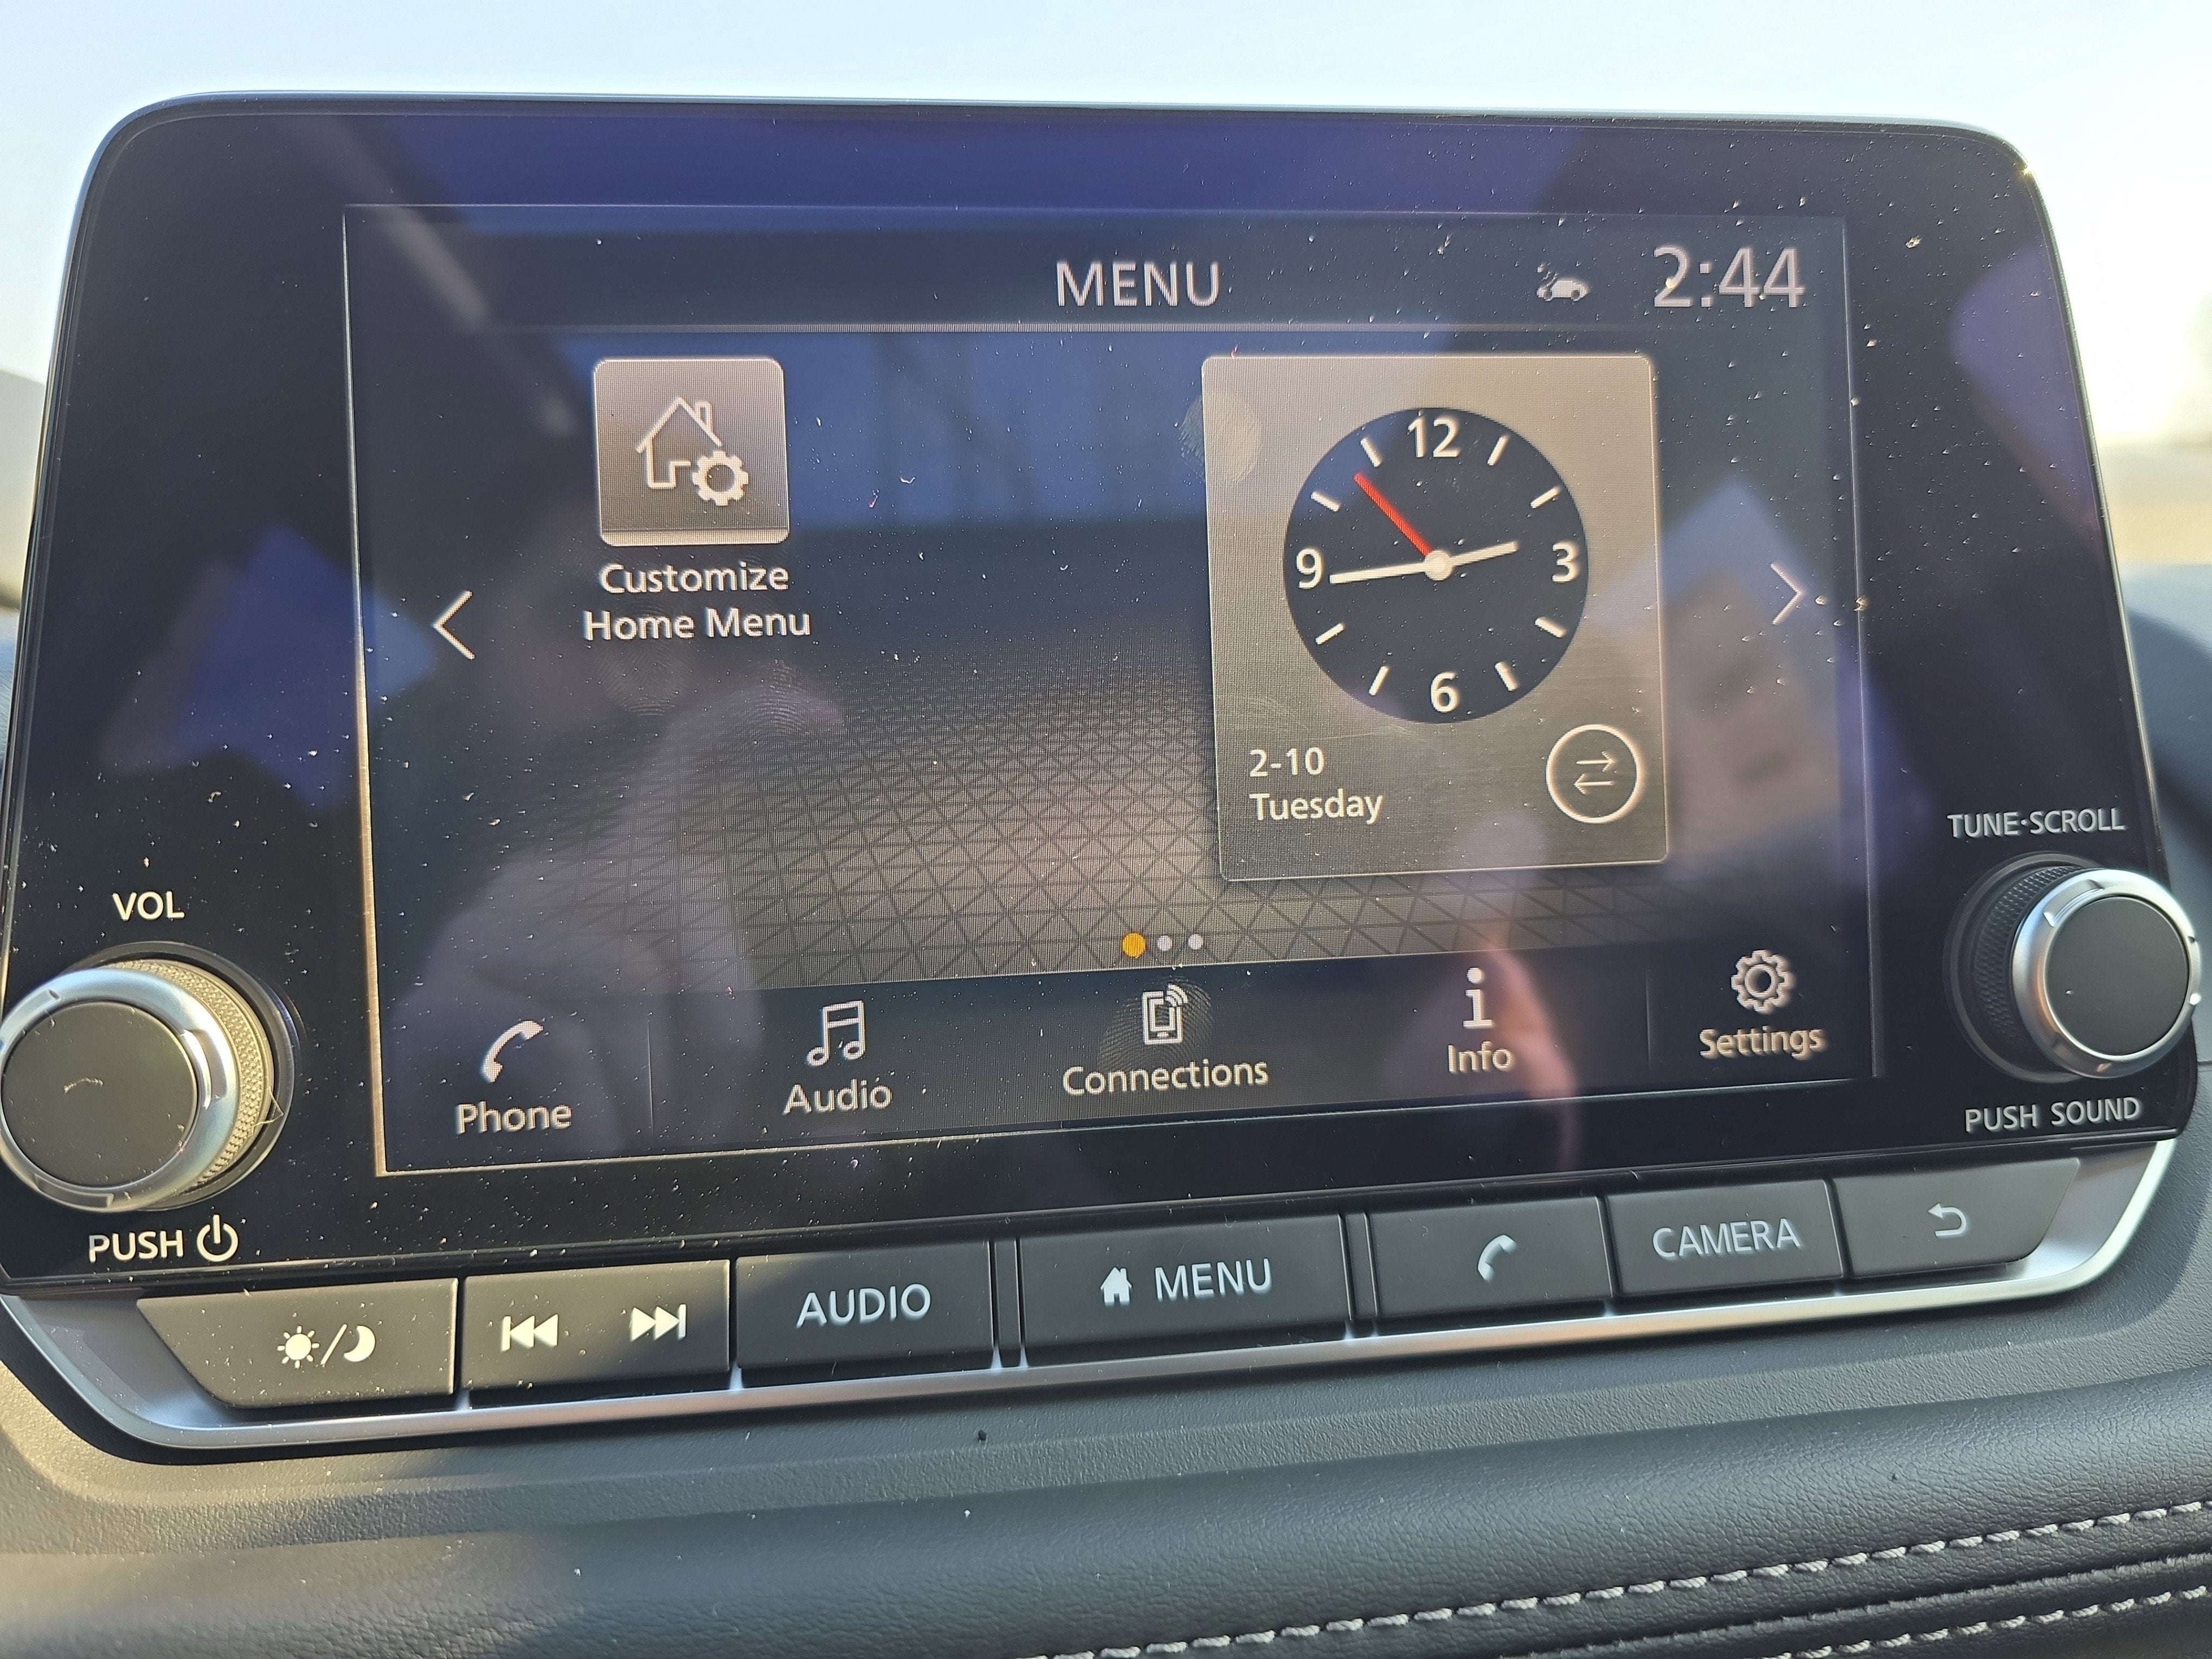 MENU 2:44
Customize
Home Menu
12
9 3
6
2-10
Tuesday
TUNE·SCROLL
VOL
Phone Audio Connections Info Settings
PUSH SOUND
PUSH
AUDIO MENU CAMERA